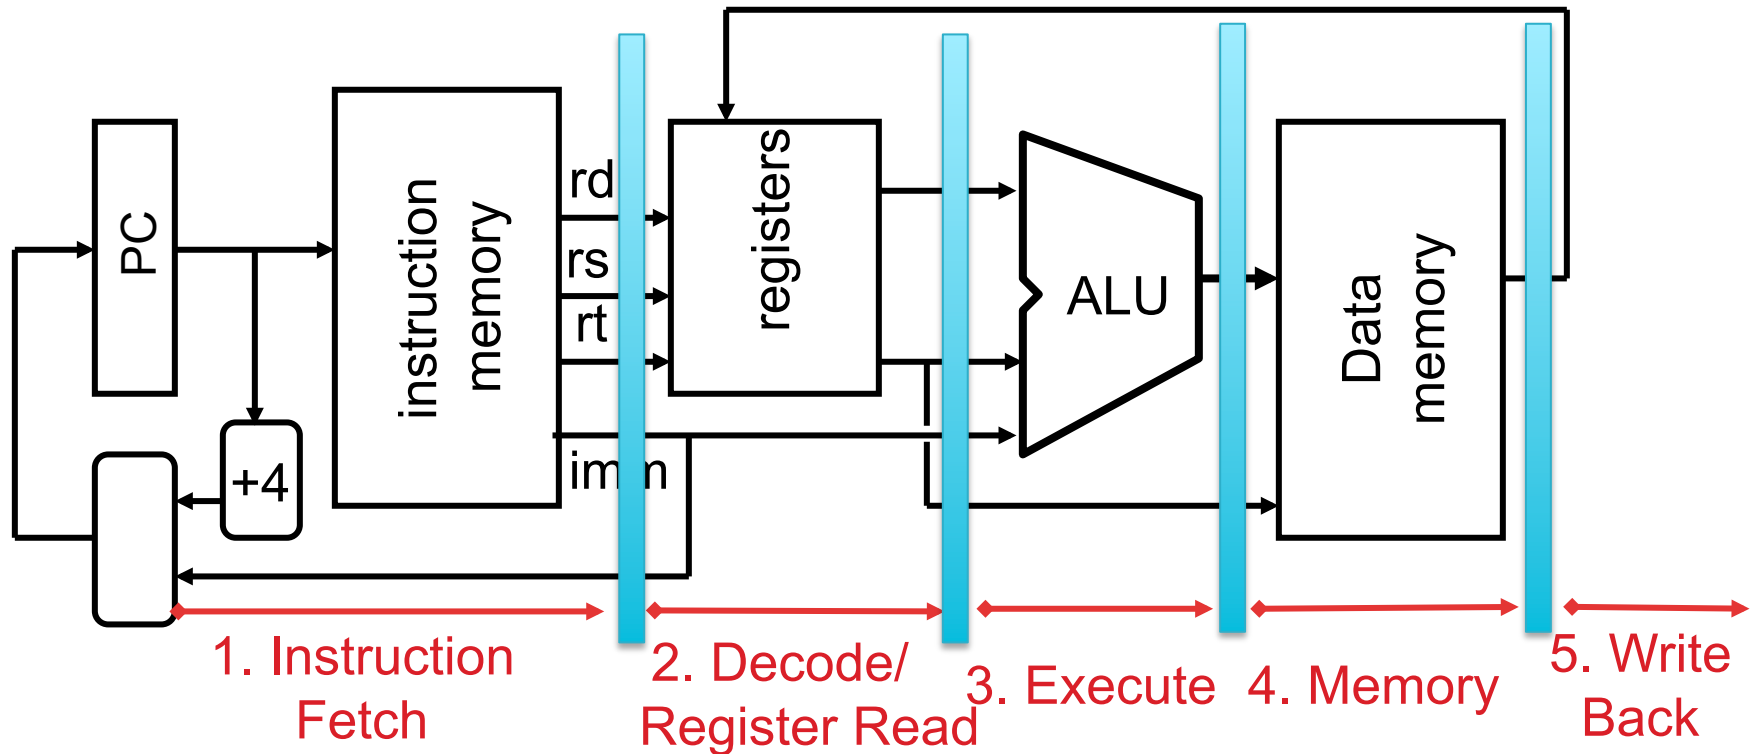 PC
+4
instruction
memory
rd
rs
rt
imm
registers
ALU
Data
memory
1. Instruction
Fetch
2. Decode/
Register Read
3. Execute
4. Memory
5. Write
Back